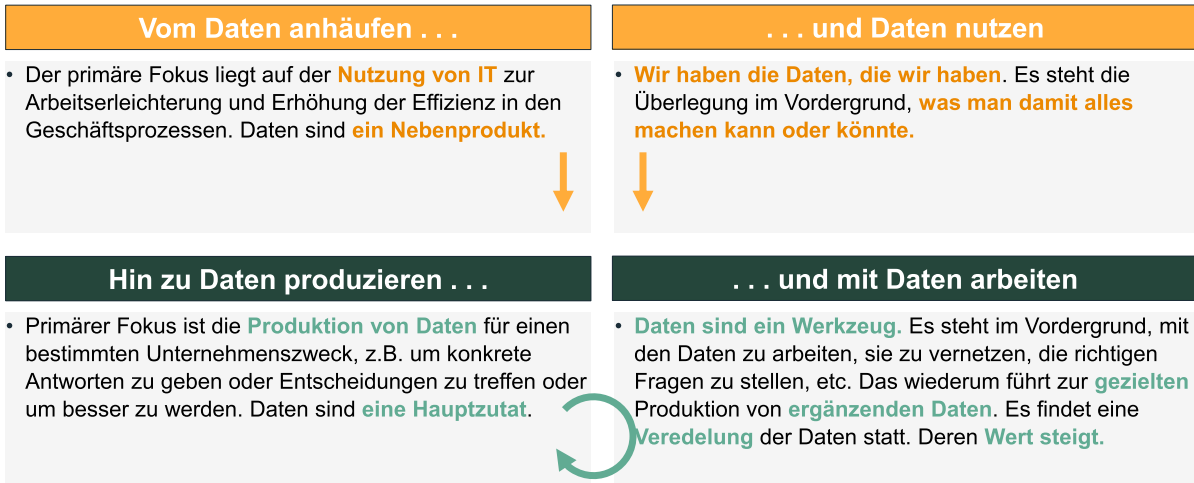 Vom Daten anhäufen . . .
• Der primäre Fokus liegt auf der Nutzung von IT zur
Arbeitserleichterung und Erhöhung der Effizienz in den
Geschäftsprozessen. Daten sind ein Nebenprodukt.
. . . und Daten nutzen
• Wir haben die Daten, die wir haben. Es steht die
Überlegung im Vordergrund, was man damit alles
machen kann oder könnte.
Hin zu Daten produzieren . . .
• Primärer Fokus ist die Produktion von Daten für einen
bestimmten Unternehmenszweck, z.B. um konkrete
Antworten zu geben oder Entscheidungen zu treffen oder
um besser zu werden. Daten sind eine Hauptzutat.
. . . und mit Daten arbeiten
• Daten sind ein Werkzeug. Es steht im Vordergrund, mit
den Daten zu arbeiten, sie zu vernetzen, die richtigen
Fragen zu stellen, etc. Das wiederum führt zur gezielten
Produktion von ergänzenden Daten. Es findet eine
Veredelung der Daten statt. Deren Wert steigt.